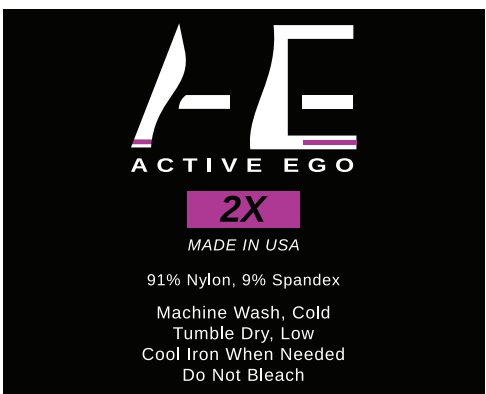 AE
ACTIVE EGO
2X
MADE IN USA
91% Nylon, 9% Spandex
Machine Wash, Cold
Tumble Dry, Low
Cool Iron When Needed
Do Not Bleach